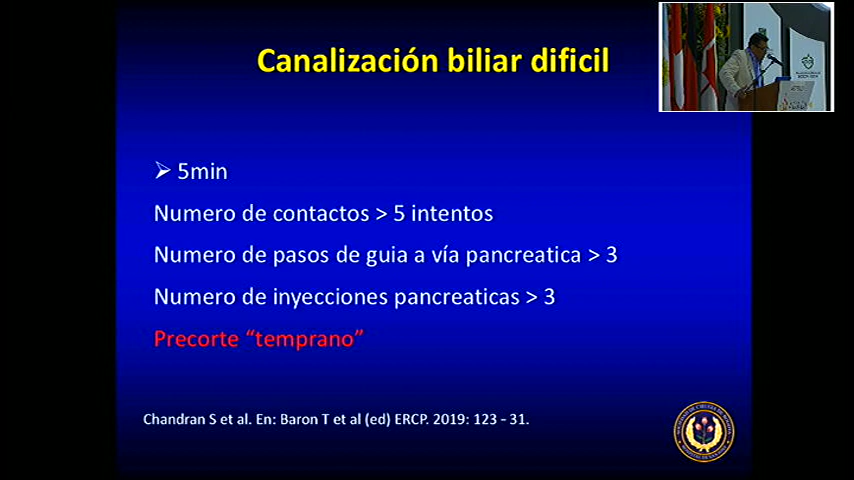 Canalización biliar dificil
➢ 5min
Numero de contactos > 5 intentos
Numero de pasos de guia a vía pancreatica > 3
Numero de inyecciones pancreaticas > 3
Precorte “temprano”
Chandran S et al. En: Baron T et al (ed) ERCP. 2019: 123 - 31.